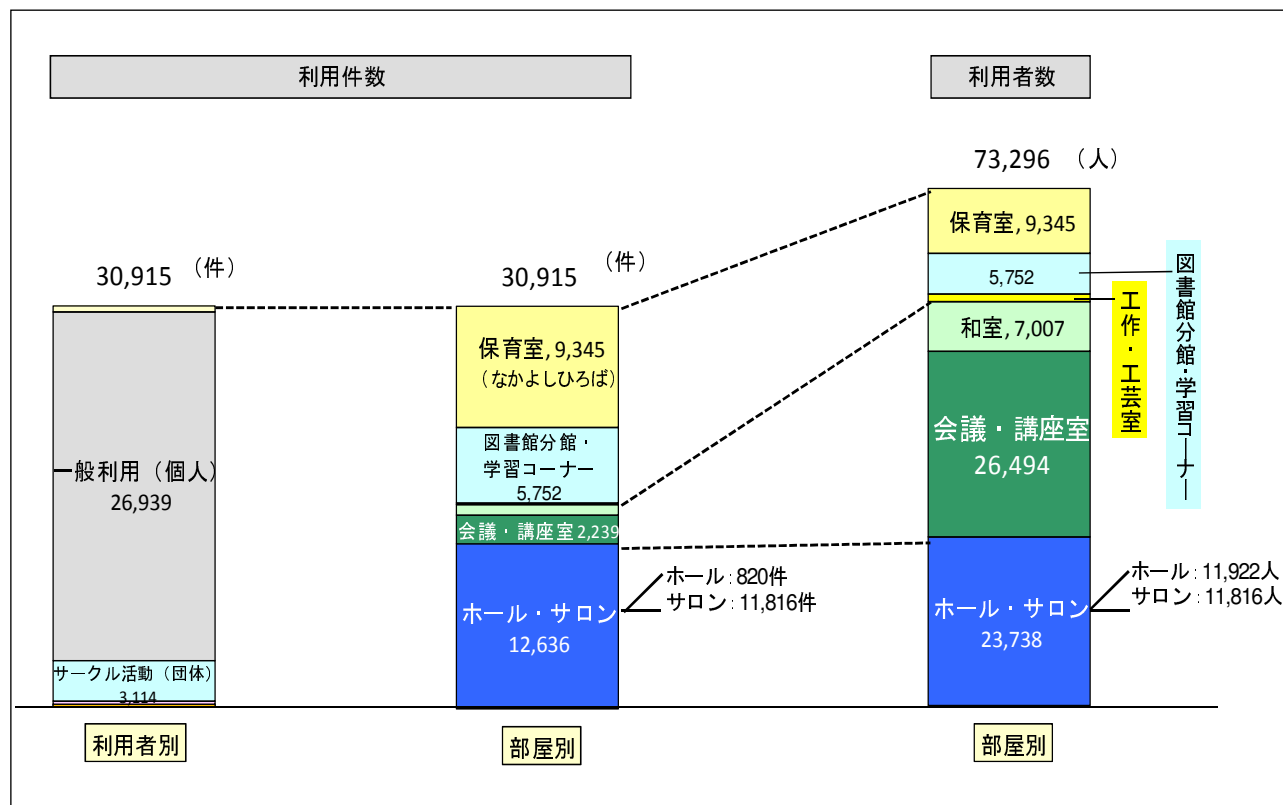 利用件数
利用者数
30,915 （件）
30,915 （件）
73,296 （人）
一般利用（個人）
26,939
サークル活動（団体）
3,114
利用者別
保育室, 9,345
（なかよしひろば）
図書館分館・
学習コーナー
5,752
会議・講座室 2,239
ホール・サロン
12,636
ホール：820件
サロン：11,816件
部屋別
保育室, 9,345
5,752
和室, 7,007
会議・講座室
26,494
ホール・サロン
23,738
ホール：11,922人
サロン：11,816人
部屋別
図書館分館・学習コーナー
工作・工芸室